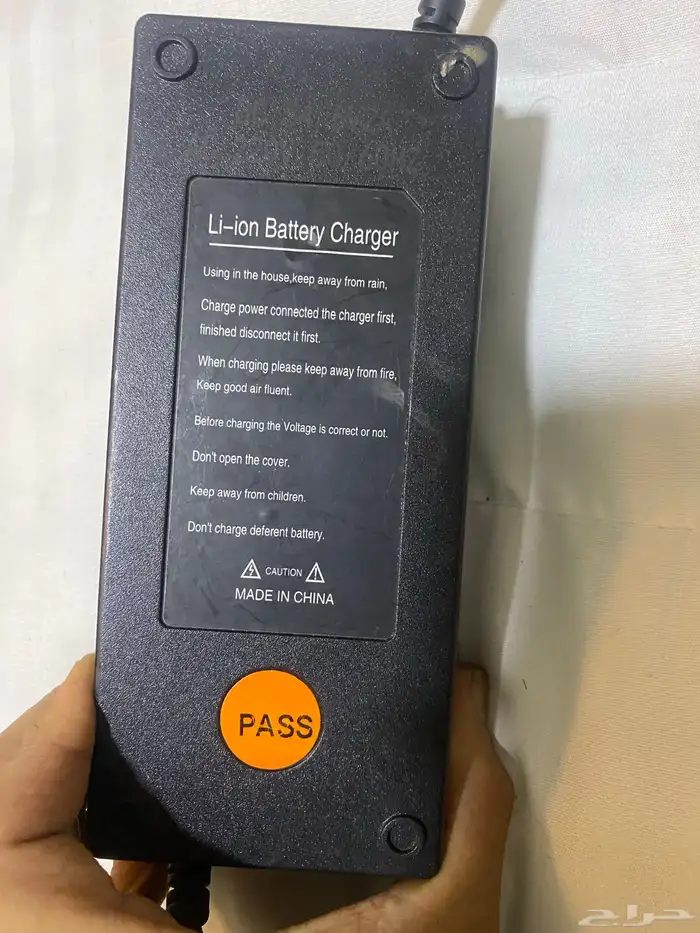 Li-ion Battery Charger
Using in the house,keep away from rain,
Charge power connected the charger first,
finished disconnect it first.
When charging please keep away from fire,
Keep good air fluent.
Before charging the Voltage is correct or not.
Don't open the cover.
Keep away from children.
Don't charge deferent battery.
CAUTION
MADE IN CHINA
PASS
حراج